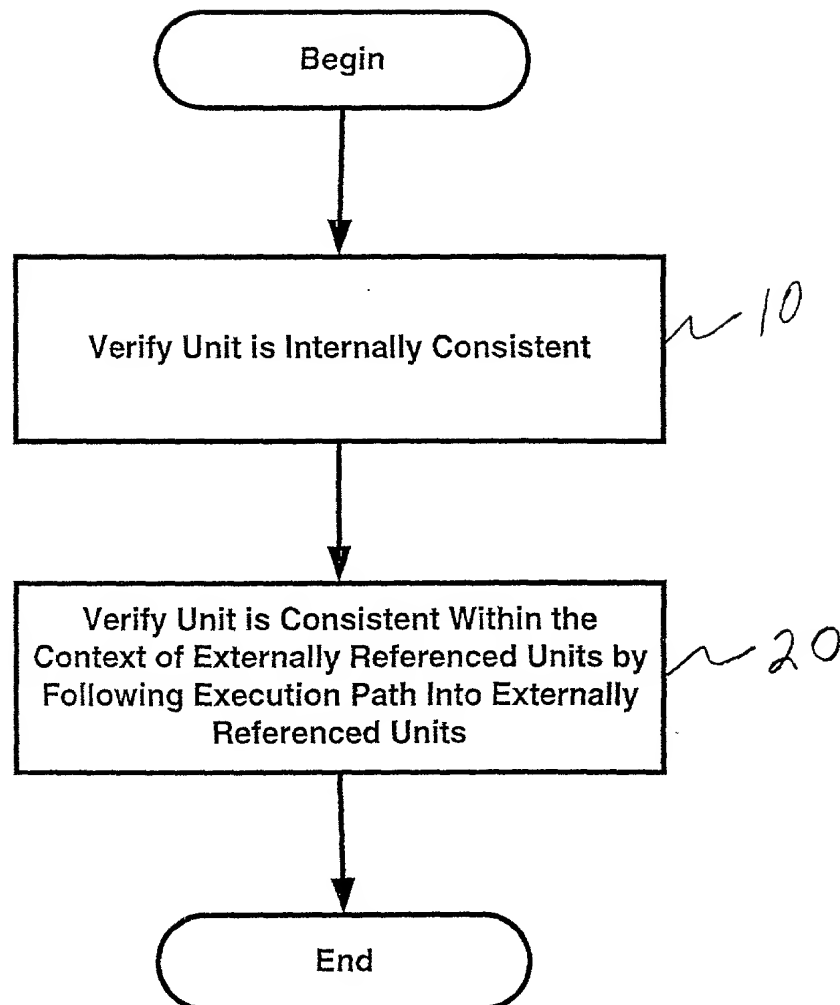 Begin
Verify Unit is Internally Consistent
10
Verify Unit is Consistent Within the
Context of Externally Referenced Units by
Following Execution Path Into Externally
Referenced Units
20
End